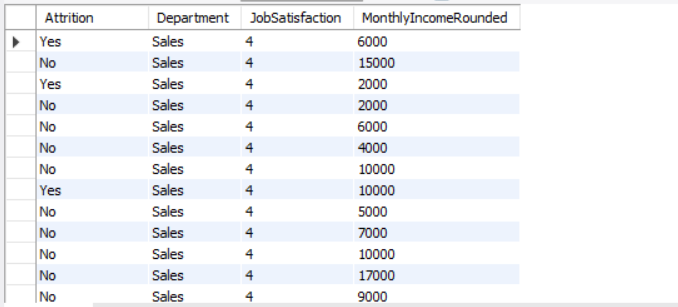 Attrition Department JobSatisfaction MonthlyIncomeRounded
Yes Sales 4 6000
No Sales 4 15000
Yes Sales 4 2000
No Sales 4 2000
No Sales 4 6000
No Sales 4 4000
No Sales 4 10000
Yes Sales 4 10000
No Sales 4 5000
No Sales 4 7000
No Sales 4 10000
No Sales 4 17000
No Sales 4 9000